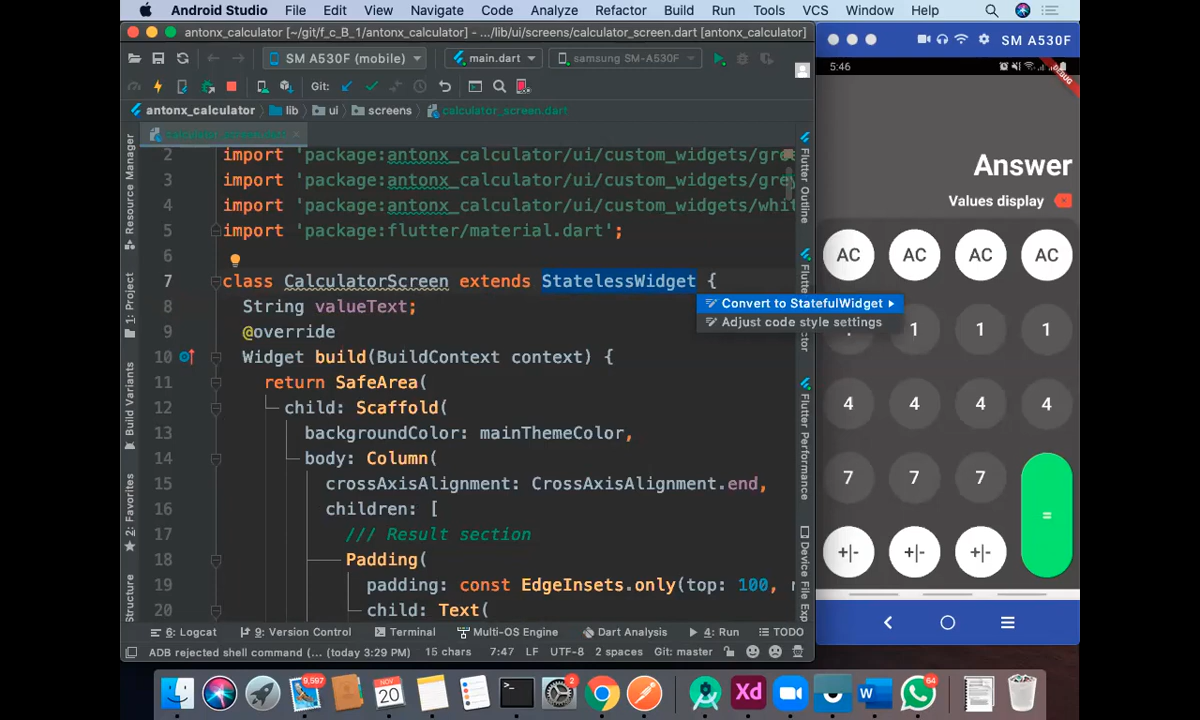 Android Studio File Edit View Navigate Code Analyze Refactor Build Run Tools VCS Window Help
antonx_calculator [~/git/f_c_B_1/antonx_calculator] – .../lib/ui/screens/calculator_screen.dart [antonx_calculator]
SM A530F
SM A530F (mobile) main.dart samsung SM-A530F
5:46
DEBUG
Git:
antonx_calculator lib ui screens calculator_screen.dart
calculator_screen.dart
2 import 'package:antonx_calculator/ui/custom_widgets/gre
3 import 'package:antonx_calculator/ui/custom_widgets/gre
4 import 'package:antonx_calculator/ui/custom_widgets/whi
5 import 'package:flutter/material.dart';
6
7 class CalculatorScreen extends StatelessWidget {
8 String valueText;
9 @override
10 Widget build(BuildContext context) {
11 return SafeArea(
12 child: Scaffold(
13 backgroundColor: mainThemeColor,
14 body: Column(
15 crossAxisAlignment: CrossAxisAlignment.end,
16 children: [
17 /// Result section
18 Padding(
19 padding: const EdgeInsets.only(top: 100,
20 child: Text(
Convert to StatefulWidget
Adjust code style settings
Resource Manager
1: Project
Build Variants
2: Favorites
Structure
Flutter Outline
Flutter Performance
Device File Exp
Answer
Values display
AC AC AC AC
1 1 1
4 4 4 4
7 7 7
=
+|- +|- +|-
6: Logcat 9: Version Control Terminal Multi-OS Engine Dart Analysis 4: Run TODO
ADB rejected shell command (... (today 3:29 PM) 15 chars 7:47 LF UTF-8 2 spaces Git: master
9,597
NOV
20
2
Xd
W
64